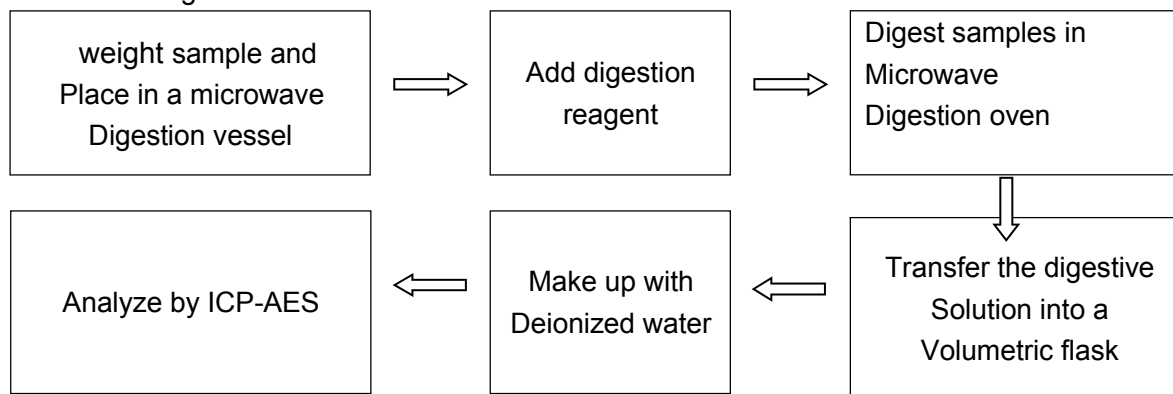 weight sample and
Place in a microwave
Digestion vessel
Add digestion
reagent
Digest samples in
Microwave
Digestion oven
Transfer the digestive
Solution into a
Volumetric flask
Make up with
Deionized water
Analyze by ICP-AES